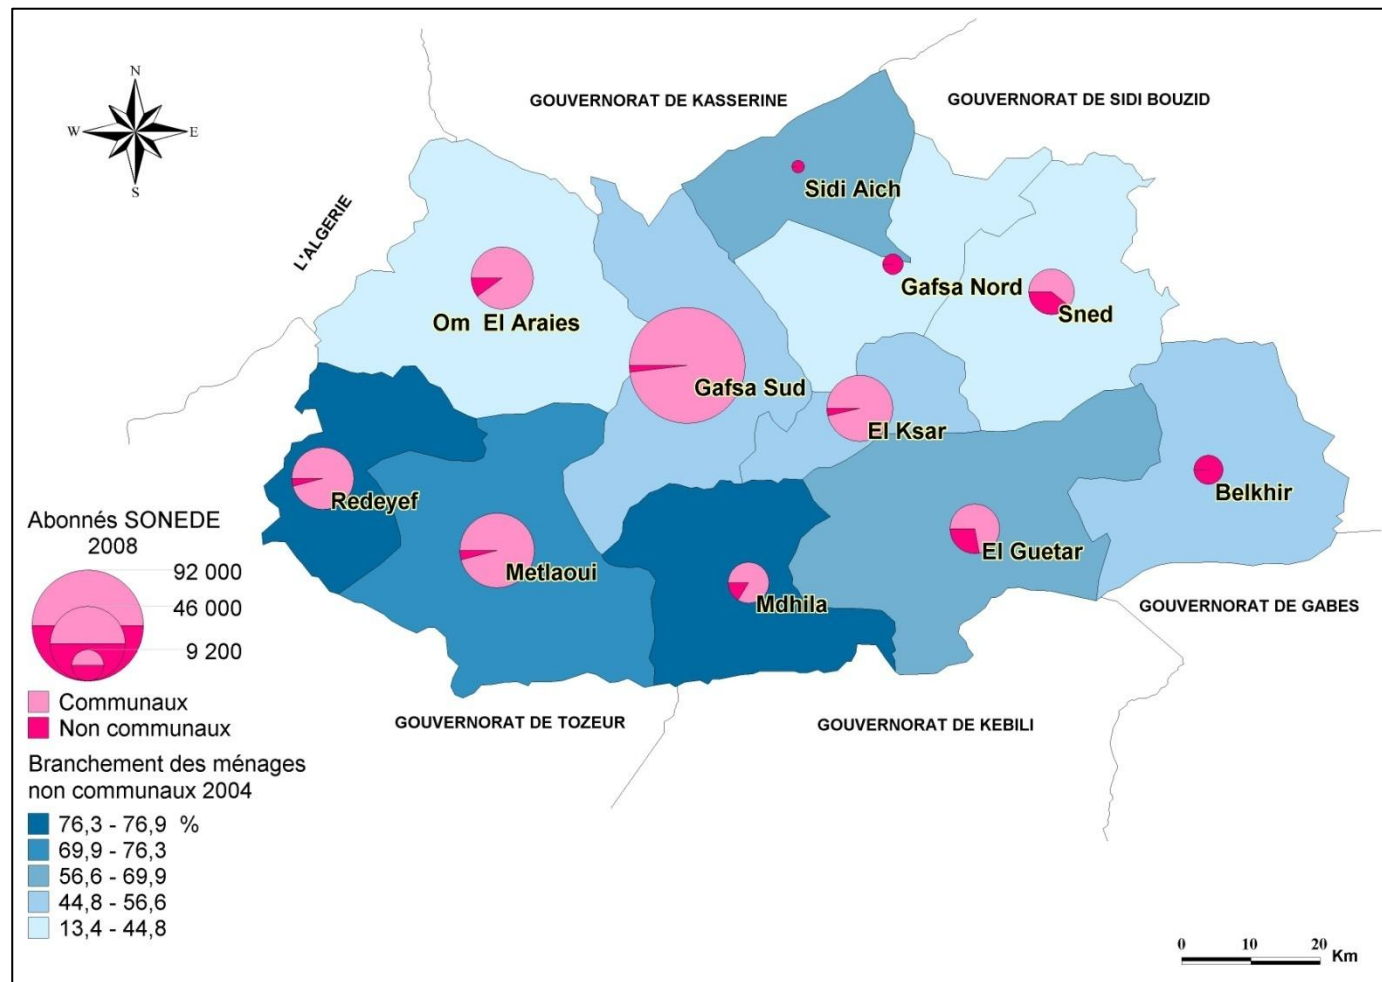 N
W
E
S
GOUVERNORAT DE KASSERINE
GOUVERNORAT DE SIDI BOUZID
L'ALGERIE
Sidi Aich
Gafsa Nord
Sned
Om El Araies
Gafsa Sud
El Ksar
Belkhir
Redeyef
Metlaoui
El Guetar
Mdhila
GOUVERNORAT DE GABES
GOUVERNORAT DE TOZEUR
GOUVERNORAT DE KEBILI
Abonnés SONEDE
2008
92 000
46 000
9 200
Communaux
Non communaux
Branchement des ménages
non communaux 2004
76,3 - 76,9 %
69,9 - 76,3
56,6 - 69,9
44,8 - 56,6
13,4 - 44,8
0 10 20
Km